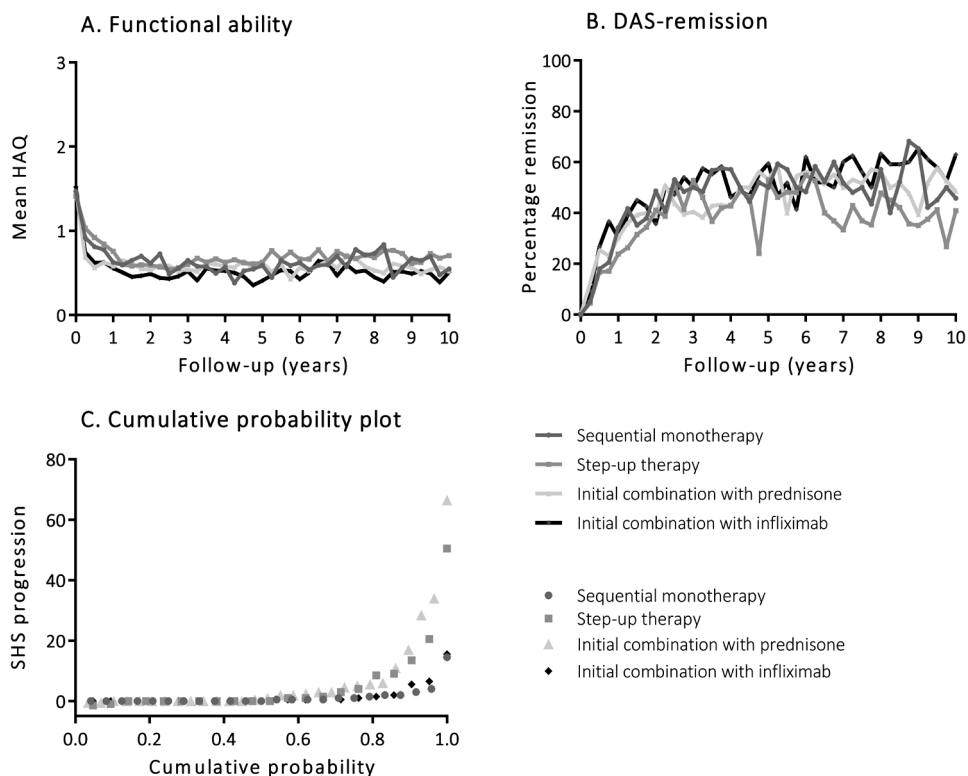 A. Functional ability
3
2
1
0
Mean HAQ
0 1 2 3 4 5 6 7 8 9 10
Follow-up (years)
B. DAS-remission
100
80
60
40
20
0
Percentage remission
0 1 2 3 4 5 6 7 8 9 10
Follow-up (years)
C. Cumulative probability plot
80
60
40
20
0
SHS progression
0.0 0.2 0.4 0.6 0.8 1.0
Cumulative probability
Sequential monotherapy
Step-up therapy
Initial combination with prednisone
Initial combination with infliximab
Sequential monotherapy
Step-up therapy
Initial combination with prednisone
Initial combination with infliximab